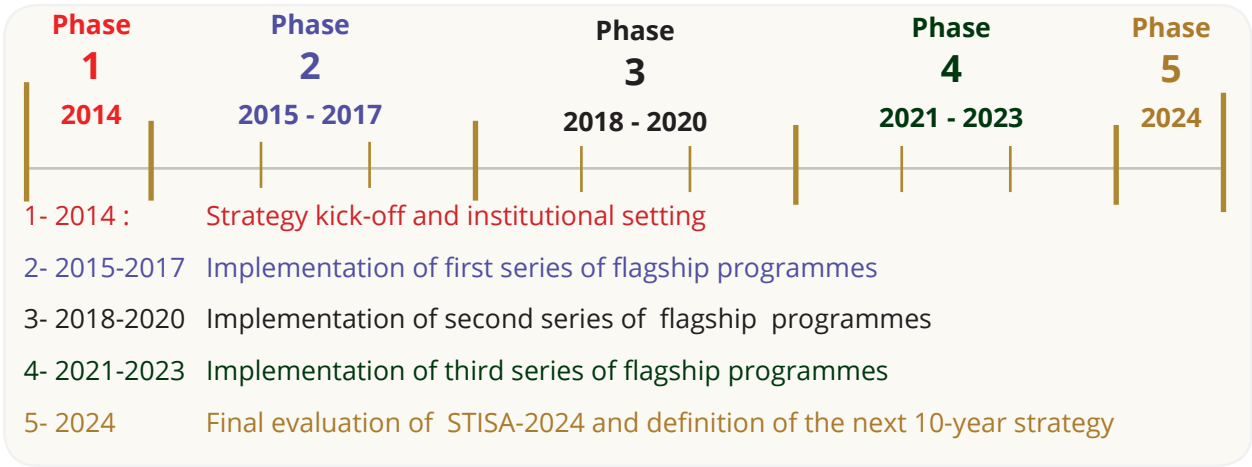 Phase
1
2014
Phase
2
2015 - 2017
Phase
3
2018 - 2020
Phase
4
2021 - 2023
Phase
5
2024
1- 2014 : Strategy kick-off and institutional setting
2- 2015-2017 Implementation of first series of flagship programmes
3- 2018-2020 Implementation of second series of flagship programmes
4- 2021-2023 Implementation of third series of flagship programmes
5- 2024 Final evaluation of STISA-2024 and definition of the next 10-year strategy